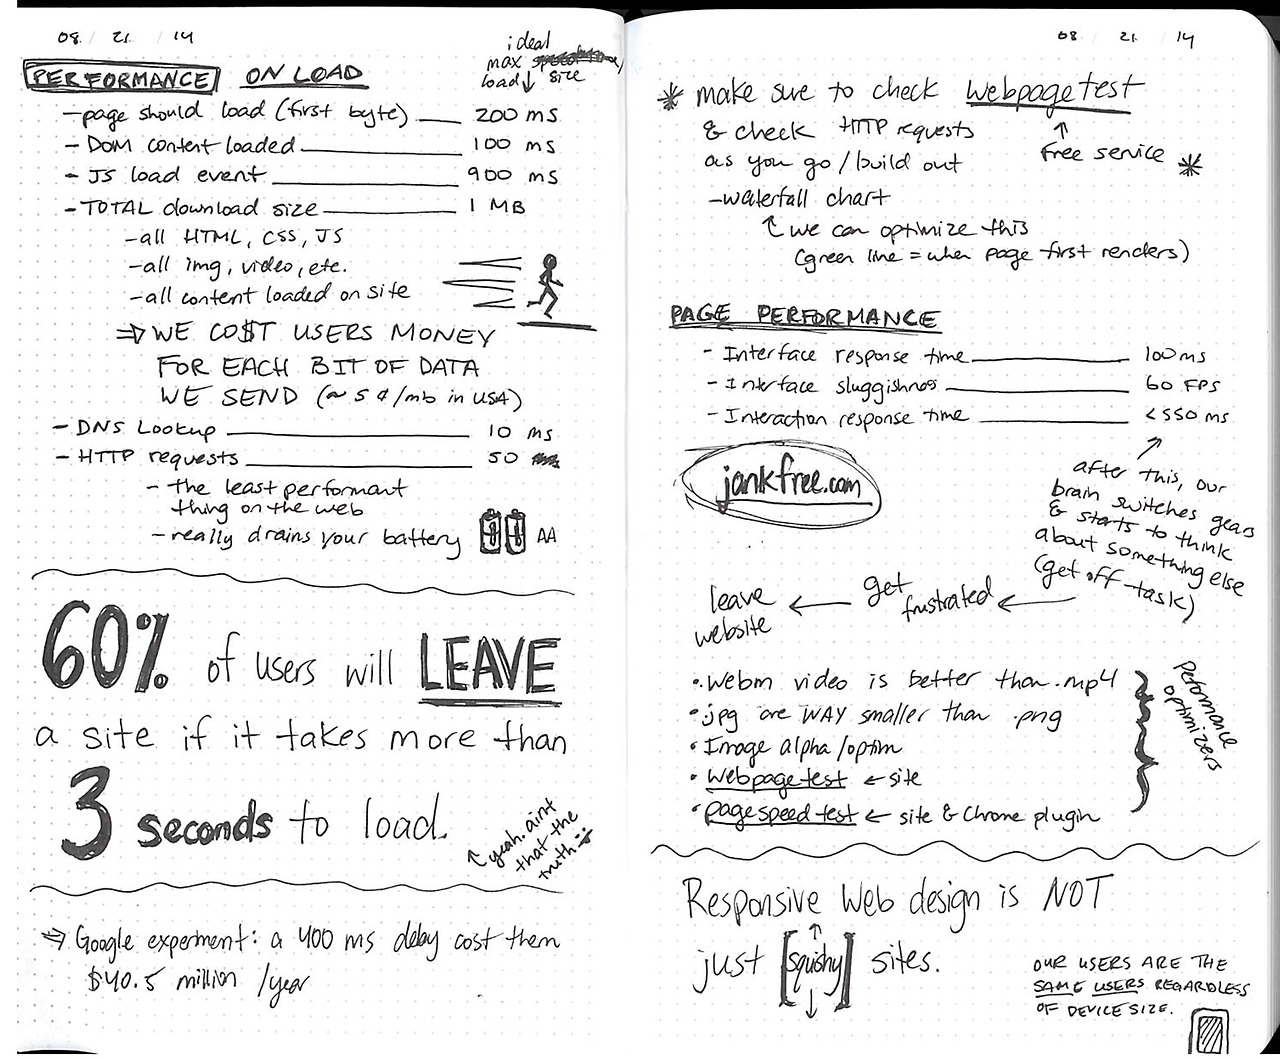 08 / 21 / 14
PERFORMANCE ON LOAD
ideal
max
load↓ size
- page should load (first byte) 200 ms
- DOM content loaded 100 ms
- JS load event 900 ms
- TOTAL download size 1 MB
- all HTML, CSS, JS
- all img, video, etc.
- all content loaded on site
⇒ WE CO$T USERS MONEY
FOR EACH BIT OF DATA
WE SEND (~ 5 ¢/mb in USA)
- DNS Lookup 10 ms
- HTTP requests 50
- the least performant
thing on the web
- really drains your battery AA
60% of users will LEAVE
a site if it takes more than
3 seconds to load.
↖ yeah. aint
that the
truth
⇒ Google experiment: a 400 ms delay cost them
$40.5 million /year
08 / 21 / 14
* make sure to check Webpagetest
& check HTTP requests
↑
free service *
as you go/build out
- waterfall chart
↑ we can optimize this
(green line = when page first renders)
PAGE PERFORMANCE
- Interface response time 100ms
- Interface sluggishness 60 FPS
- Interaction response time <550 ms
jankfree.com
after this, our
brain switches gears
& starts to think
about something else
(get off-task)
leave
website
← get
frustrated ←
• webm video is better than .mp4
• jpg are WAY smaller than .png
• Image alpha/optim
• webpagetest ← site
• pagespeed test ← site & Chrome plugin
Peformance
optimizers
Responsive Web design is NOT
just [squishy] sites.
OUR USERS ARE THE
SAME USERS REGARDLESS
OF DEVICE SIZE.